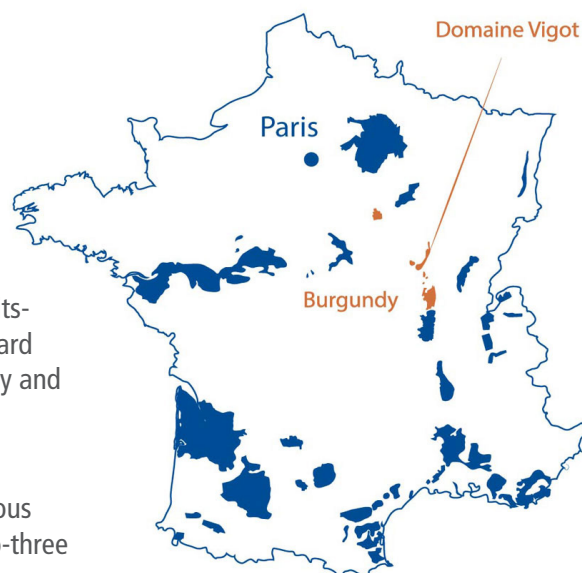 Domaine Vigot
Paris
Burgundy
ts-
ard
y and
ous
-three